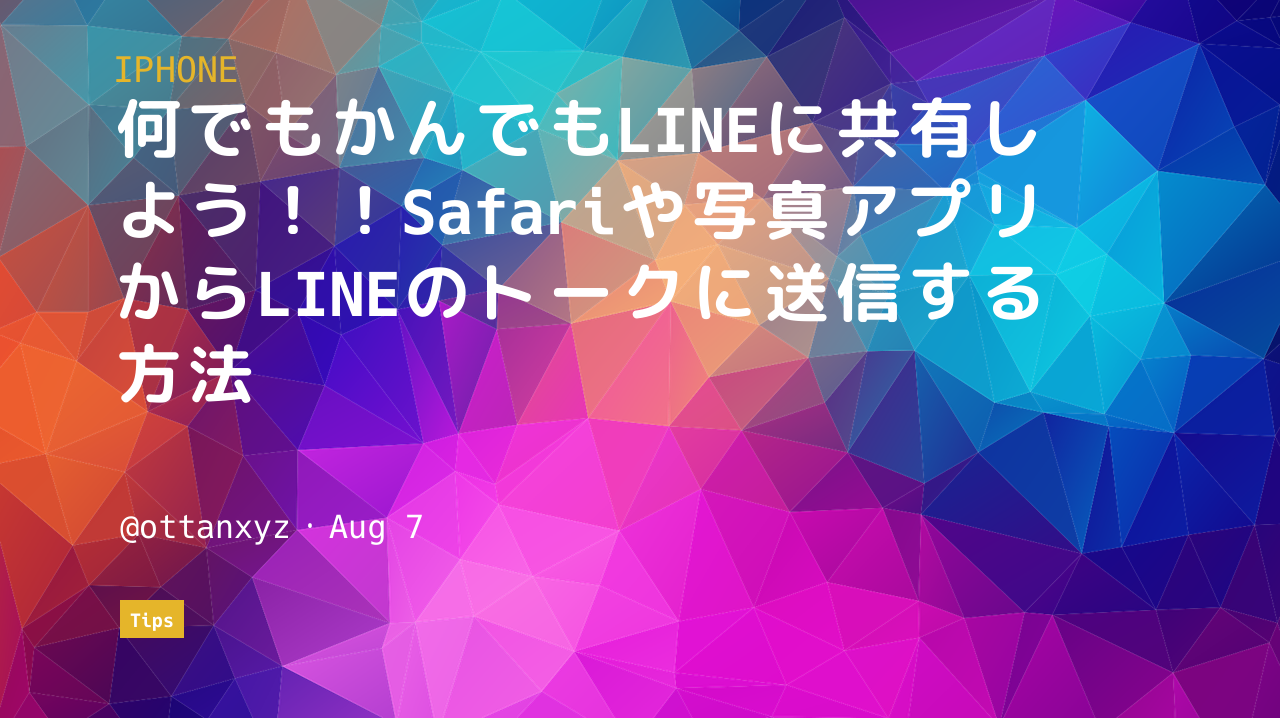 IPHONE
何でもかんでもLINEに共有し
よう！！Safariや写真アプリ
からLINEのトークに送信する
方法
@ottanxyz・Aug 7
Tips